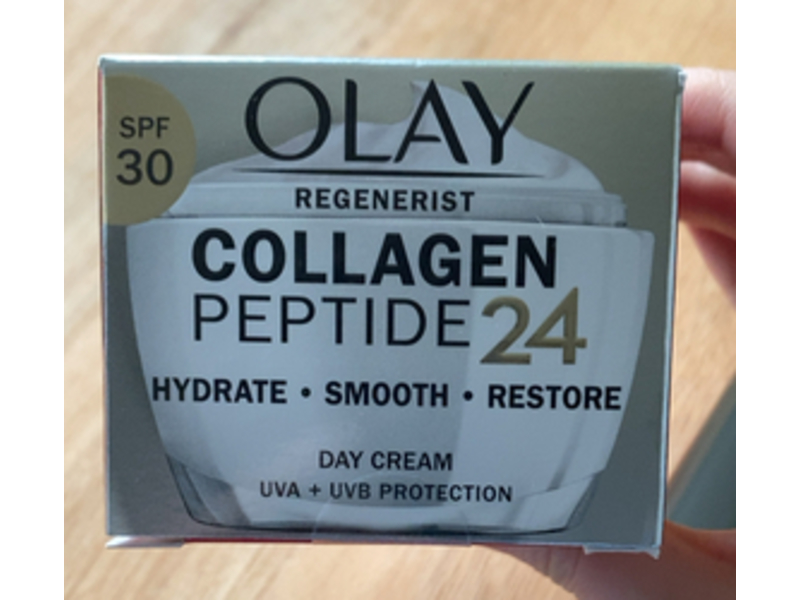 SPF
30
OLAY
REGENERIST
COLLAGEN
PEPTIDE24
HYDRATE • SMOOTH • RESTORE
DAY CREAM
UVA + UVB PROTECTION